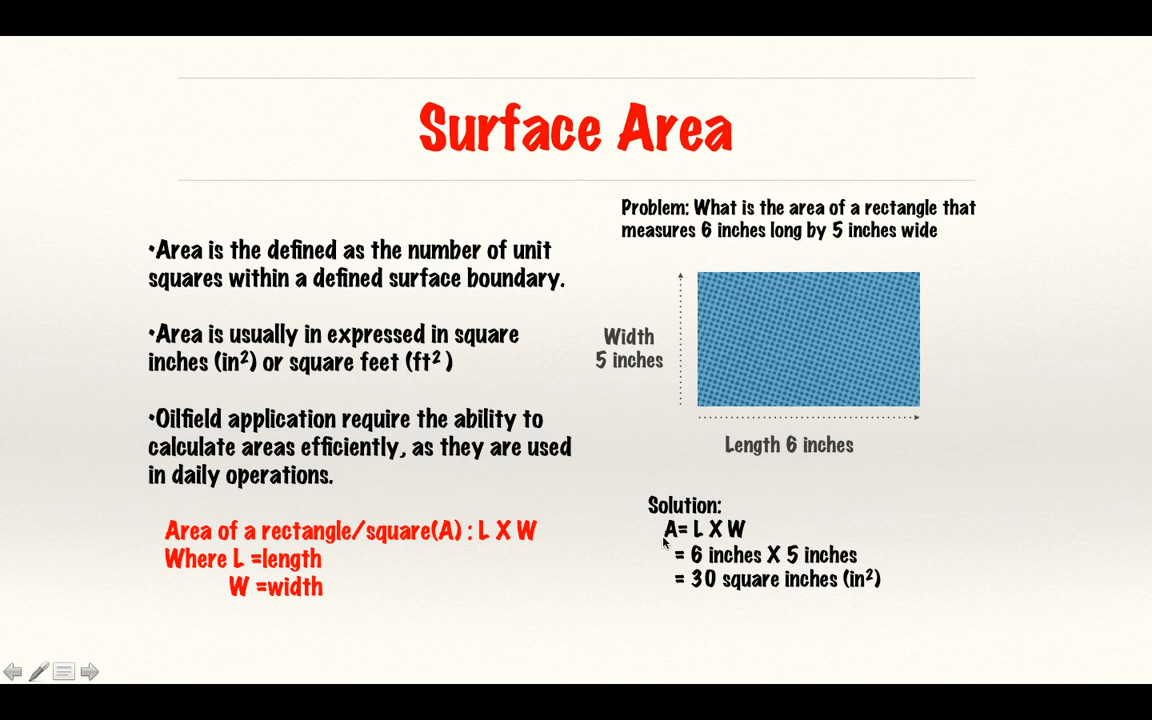 Surface Area
•Area is the defined as the number of unit
squares within a defined surface boundary.
•Area is usually in expressed in square
inches (in²) or square feet (ft² )
•Oilfield application require the ability to
calculate areas efficiently, as they are used
in daily operations.
Area of a rectangle/square(A) : L X W
Where L =length
W =width
Problem: What is the area of a rectangle that
measures 6 inches long by 5 inches wide
Width
5 inches
Length 6 inches
Solution:
A= L X W
= 6 inches X 5 inches
= 30 square inches (in²)